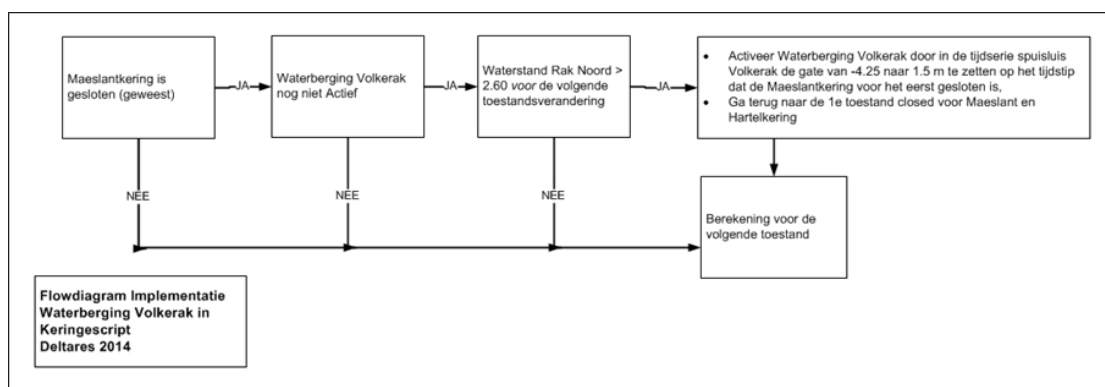 Maeslantkering is
gesloten (geweest)
JA
Waterberging Volkerak
nog niet Actief
JA
Waterstand Rak Noord >
2.60 voor de volgende
toestandsverandering
JA
• Activeer Waterberging Volkerak door in de tijdserie spuisluis
Volkerak de gate van -4.25 naar 1.5 m te zetten op het tijdstip
dat de Maeslantkering voor het eerst gesloten is,
• Ga terug naar de 1e toestand closed voor Maeslant en
Hartelkering
NEE
NEE
NEE
Berekening voor de
volgende toestand
Flowdiagram Implementatie
Waterberging Volkerak in
Keringescript
Deltares 2014